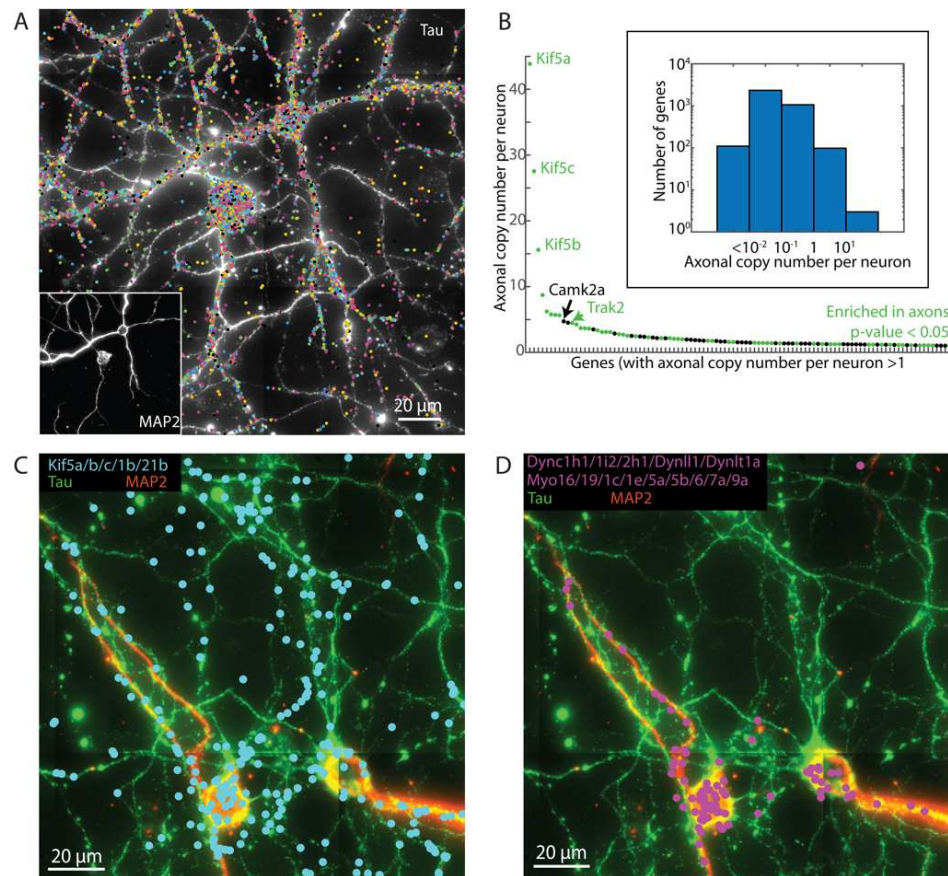 A
Tau
MAP2
20 μm
B
Axonal copy number per neuron
40
30
20
10
5
0
Kif5a
Kif5c
Kif5b
Camk2a
Trak2
Enriched in axons
p-value < 0.05
Genes (with axonal copy number per neuron >1
Number of genes
10⁴
10³
10²
10¹
10⁰
<10⁻² 10⁻¹ 1 10¹
Axonal copy number per neuron
C
Kif5a/b/c/1b/21b
Tau MAP2
20 μm
D
Dync1h1/1i2/2h1/Dynll1/Dynlt1a
Myo16/19/1c/1e/5a/5b/6/7a/9a
Tau MAP2
20 μm